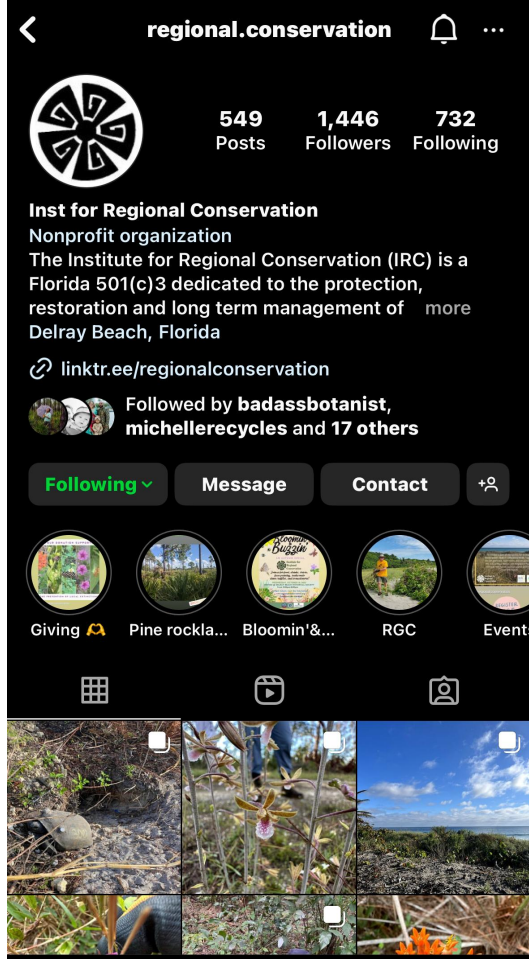 regional.conservation
549
1,446
732
Posts
Followers
Following
Inst for Regional Conservation
Nonprofit organization
The Institute for Regional Conservation (IRC) is a
Florida 501(c)3 dedicated to the protection,
restoration and long term management of more
Delray Beach, Florida
linktr.ee/regionalconservation
Followed by badassbotanist,
michellerecycles and 17 others
Following
Message
Contact
Bloomin'
Buzzin'
Giving
Pine rockla...
Bloomin'&...
RGC
Event